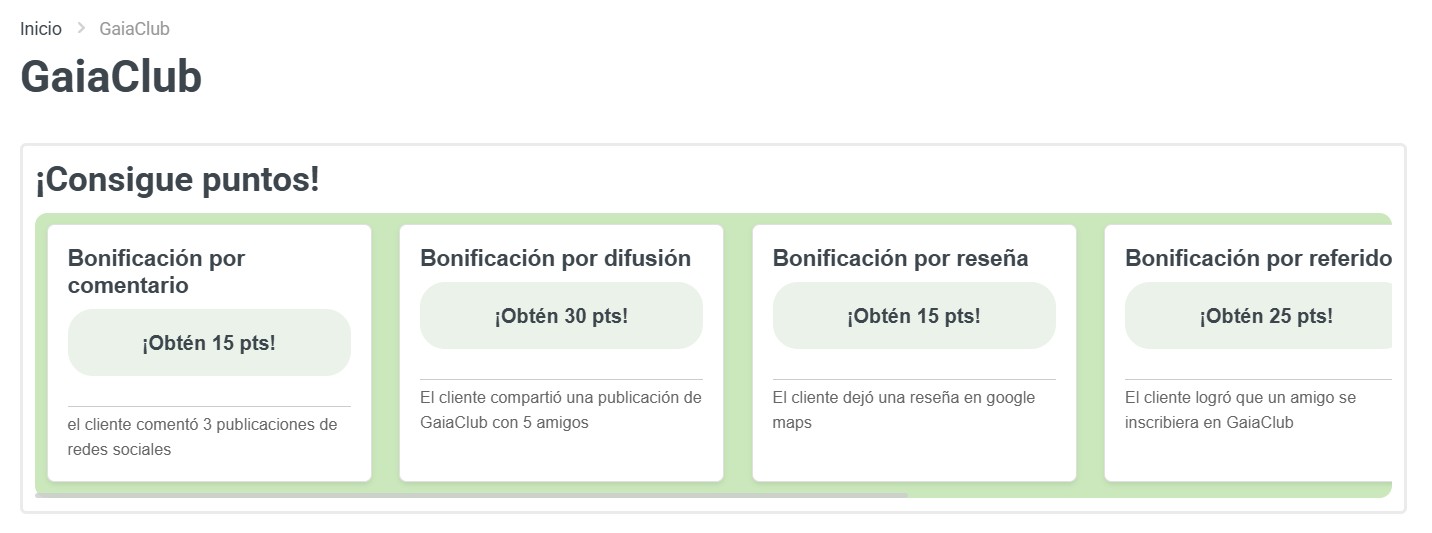 Inicio > GaiaClub
GaiaClub
¡Consigue puntos!
Bonificación por
comentario
¡Obtén 15 pts!
el cliente comentó 3 publicaciones de
redes sociales
Bonificación por difusión
¡Obtén 30 pts!
El cliente compartió una publicación de
GaiaClub con 5 amigos
Bonificación por reseña
¡Obtén 15 pts!
El cliente dejó una reseña en google
maps
Bonificación por referido
¡Obtén 25 pts!
El cliente logró que un amigo se
inscribiera en GaiaClub